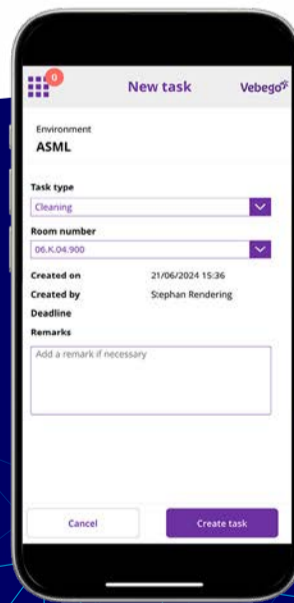 0
New task
Vebego
Environment
ASML
Task type
Cleaning
Room number
06.K.04.900
Created on 21/06/2024 15:36
Created by Stephan Rendering
Deadline
Remarks
Add a remark if necessary
Cancel Create task